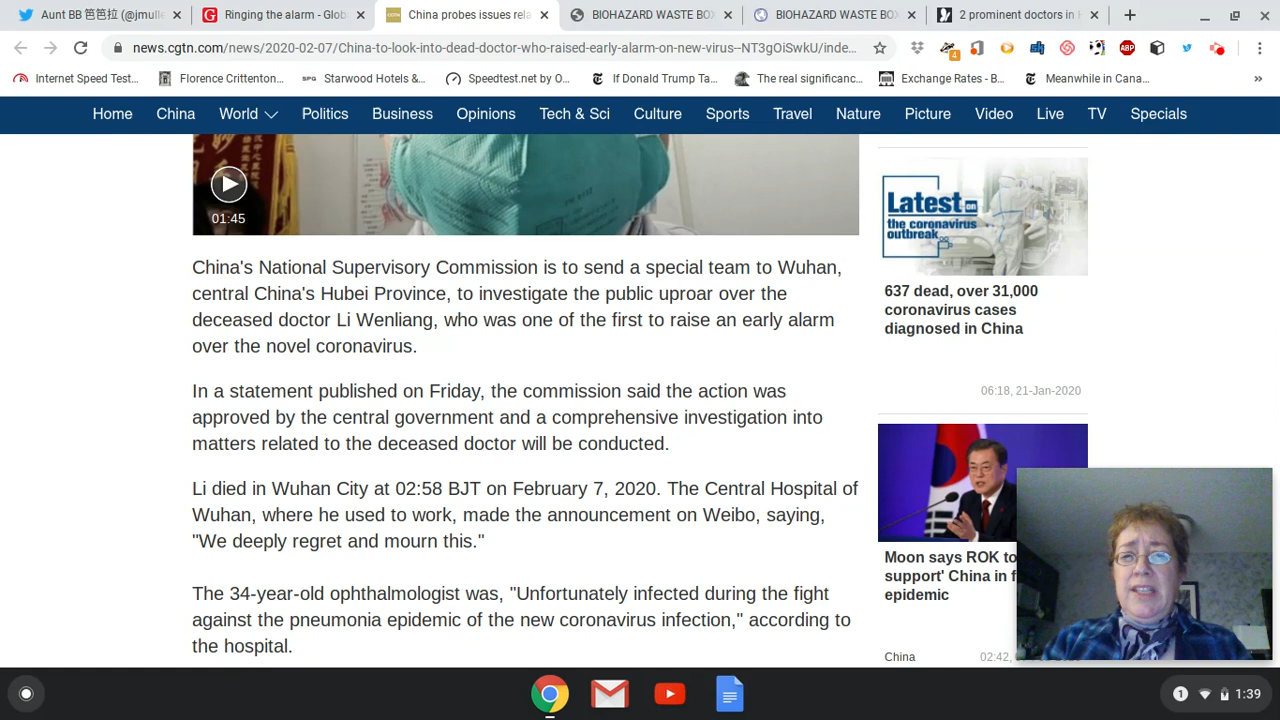 Aunt BB 笆笆拉 (@jmulle
Ringing the alarm - Glob
China probes issues rela
BIOHAZARD WASTE BOX
BIOHAZARD WASTE BOX
2 prominent doctors in H
news.cgtn.com/news/2020-02-07/China-to-look-into-dead-doctor-who-raised-early-alarm-on-new-virus--NT3gOiSwkU/inde...
4
ABP
Internet Speed Test...
Florence Crittenton...
SPG Starwood Hotels &...
Speedtest.net by O...
If Donald Trump Ta...
The real significanc...
Exchange Rates - B...
Meanwhile in Cana...
»
Home China World Politics Business Opinions Tech & Sci Culture Sports Travel Nature Picture Video Live TV Specials
01:45
China's National Supervisory Commission is to send a special team to Wuhan,
central China's Hubei Province, to investigate the public uproar over the
deceased doctor Li Wenliang, who was one of the first to raise an early alarm
over the novel coronavirus.
In a statement published on Friday, the commission said the action was
approved by the central government and a comprehensive investigation into
matters related to the deceased doctor will be conducted.
Li died in Wuhan City at 02:58 BJT on February 7, 2020. The Central Hospital of
Wuhan, where he used to work, made the announcement on Weibo, saying,
"We deeply regret and mourn this."
The 34-year-old ophthalmologist was, "Unfortunately infected during the fight
against the pneumonia epidemic of the new coronavirus infection," according to
the hospital.
Latest on
the coronavirus
outbreak
637 dead, over 31,000
coronavirus cases
diagnosed in China
06:18, 21-Jan-2020
Moon says ROK to
support' China in f
epidemic
China 02:42,
1 1:39